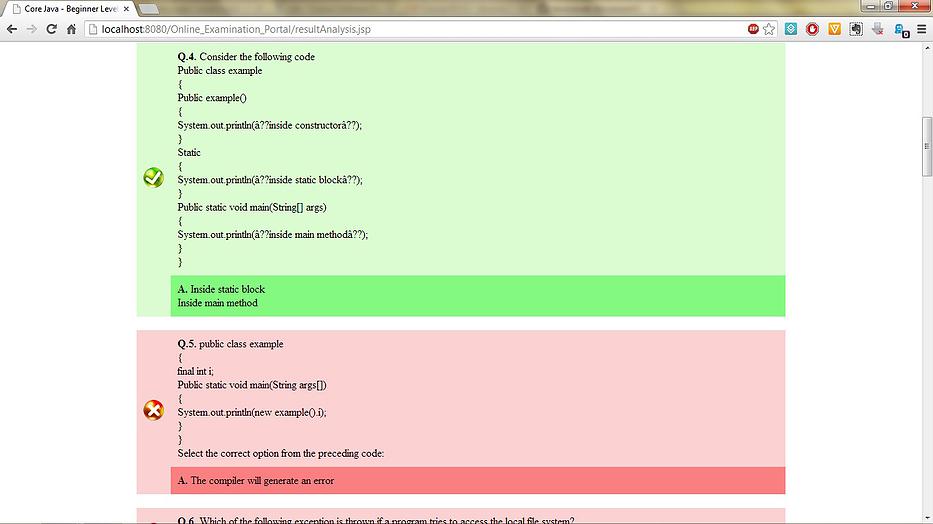 Core Java - Beginner Leve
localhost:8080/Online_Examination_Portal/resultAnalysis.jsp
Q.4. Consider the following code
Public class example
{
Public example()
{
System.out.println(â??inside constructorâ??);
}
Static
{
System.out.println(â??inside static blockâ??);
}
Public static void main(String[] args)
{
System.out.println(â??inside main methodâ??);
}
}
A. Inside static block
Inside main method
Q.5. public class example
{
final int i;
Public static void main(String args[])
{
System.out.println(new example().i);
}
}
Select the correct option from the preceding code:
A. The compiler will generate an error
Q.6. Which of the following exception is thrown if a program tries to access the local file system?